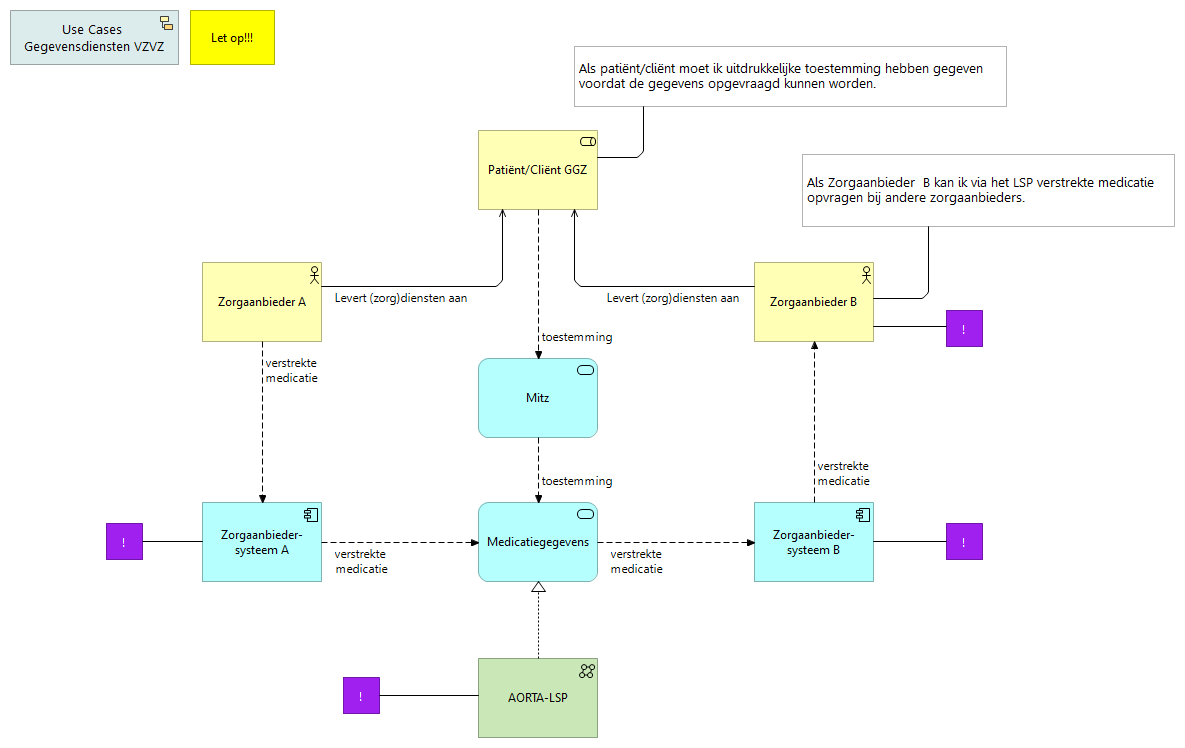 Use Cases
Gegevensdiensten VZVZ
Let op!!!
Als patiënt/cliënt moet ik uitdrukkelijke toestemming hebben gegeven
voordat de gegevens opgevraagd kunnen worden.
Patiënt/Cliënt GGZ
Als Zorgaanbieder  B kan ik via het LSP verstrekte medicatie
opvragen bij andere zorgaanbieders.
Zorgaanbieder A
Levert (zorg)diensten aan
Levert (zorg)diensten aan
Zorgaanbieder B
!
toestemming
verstrekte
medicatie
Mitz
verstrekte
medicatie
toestemming
!
Zorgaanbieder-
systeem A
verstrekte
medicatie
Medicatiegegevens
verstrekte
medicatie
Zorgaanbieder-
systeem B
!
!
AORTA-LSP